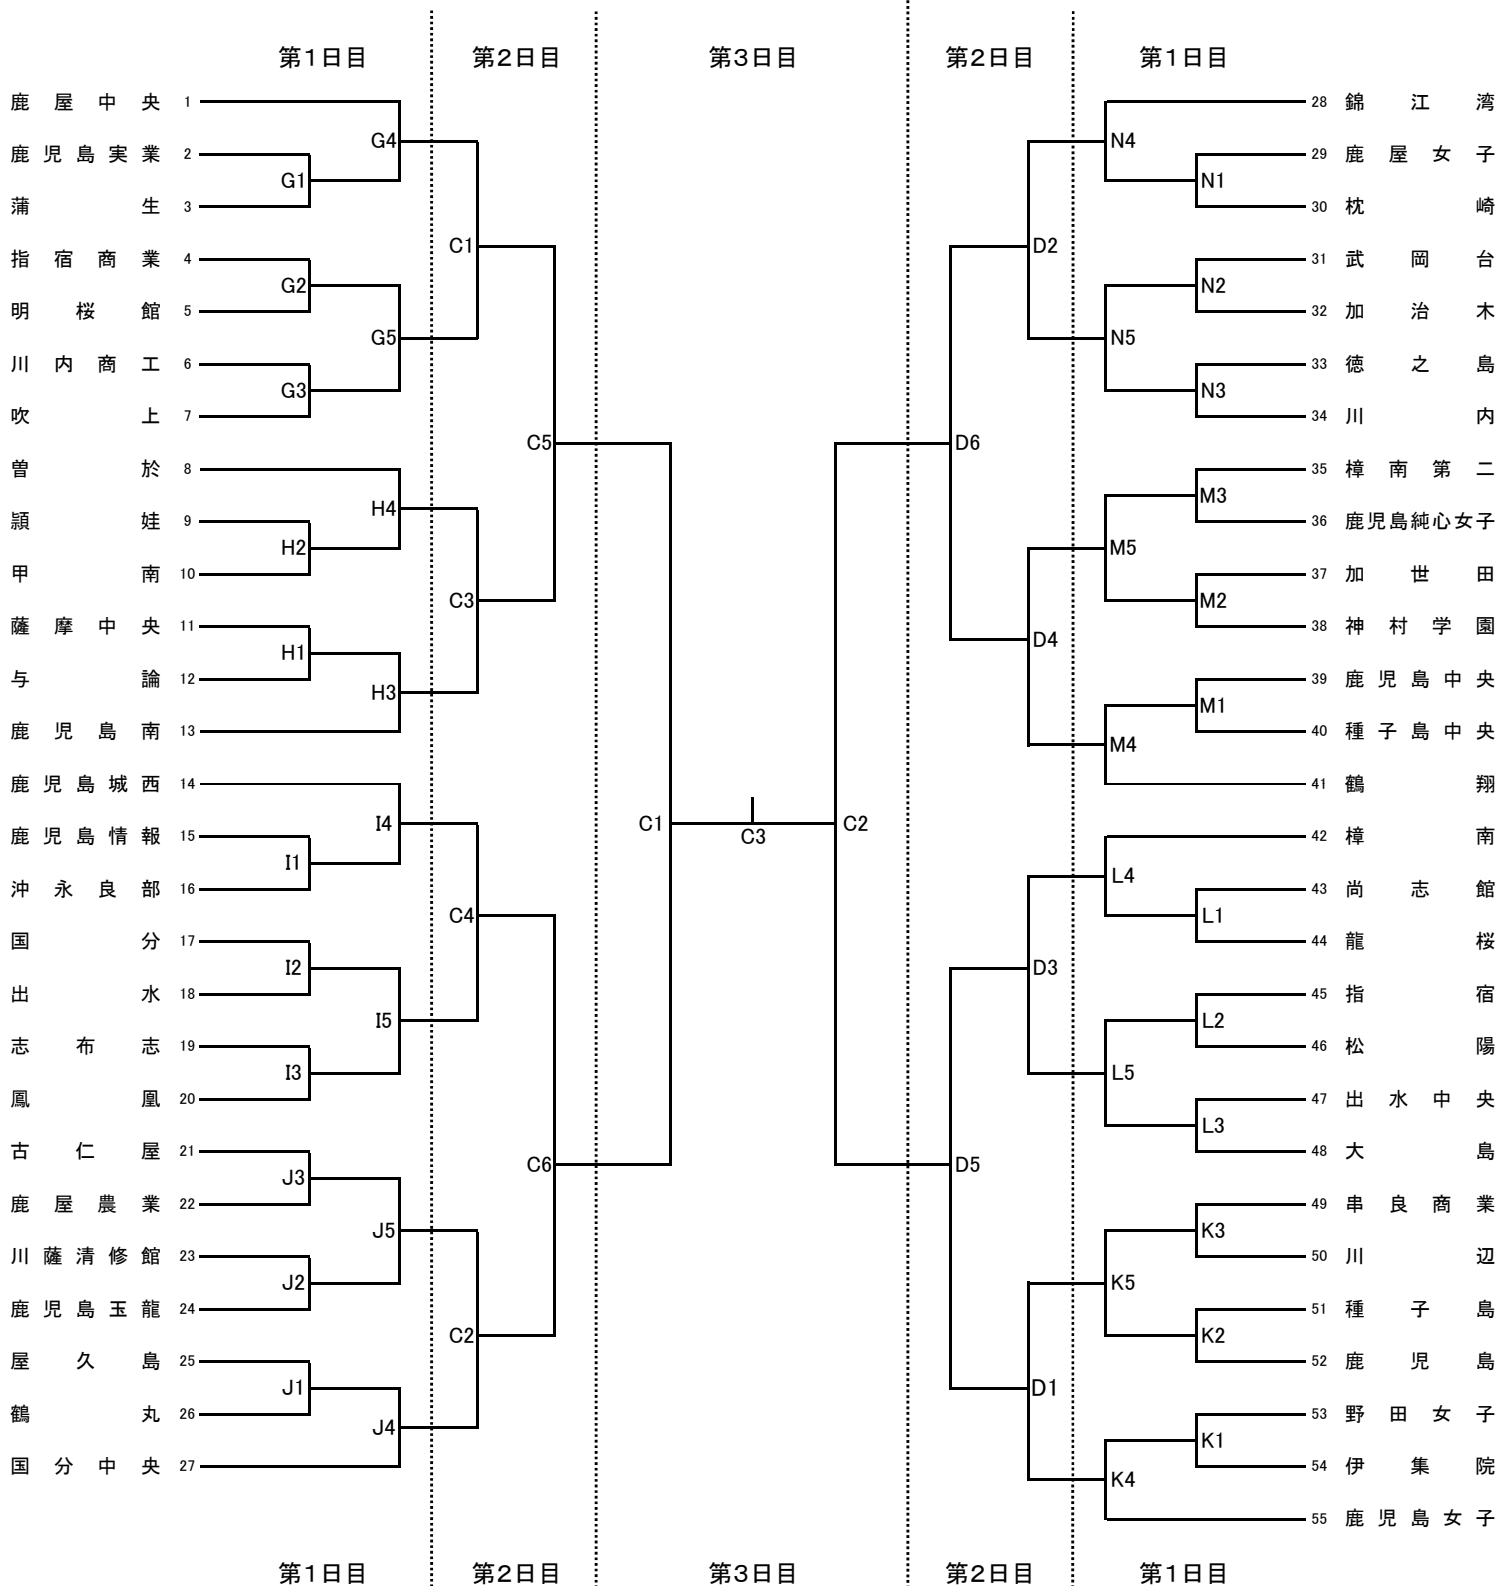 第1日目 第2日目 第3日目 第2日目 第1日目
鹿屋中央 1
鹿児島実業 2
蒲生 3
指宿商業 4
明桜館 5
川内商工 6
吹上 7
曽於 8
頴娃 9
甲南 10
薩摩中央 11
与論 12
鹿児島南 13
鹿児島城西 14
鹿児島情報 15
沖永良部 16
国分 17
出水 18
志布志 19
鳳凰 20
古仁屋 21
鹿屋農業 22
川薩清修館 23
鹿児島玉龍 24
屋久島 25
鶴丸 26
国分中央 27
G4
G1
G2
G5
G3
H4
H2
H1
H3
I4
I1
I2
I5
I3
J3
J5
J2
J1
J4
C1
C3
C4
C2
C5
C6
C1
C3
C2
D6
D5
D2
D4
D3
D1
N4
N1
N2
N5
N3
M3
M5
M2
M1
M4
L4
L1
L2
L5
L3
K3
K5
K2
K1
K4
28 錦江湾
29 鹿屋女子
30 枕崎
31 武岡台
32 加治木
33 徳之島
34 川内
35 樟南第二
36 鹿児島純心女子
37 加世田
38 神村学園
39 鹿児島中央
40 種子島中央
41 鶴翔
42 樟南
43 尚志館
44 龍桜
45 指宿
46 松陽
47 出水中央
48 大島
49 串良商業
50 川辺
51 種子島
52 鹿児島
53 野田女子
54 伊集院
55 鹿児島女子
第1日目 第2日目 第3日目 第2日目 第1日目